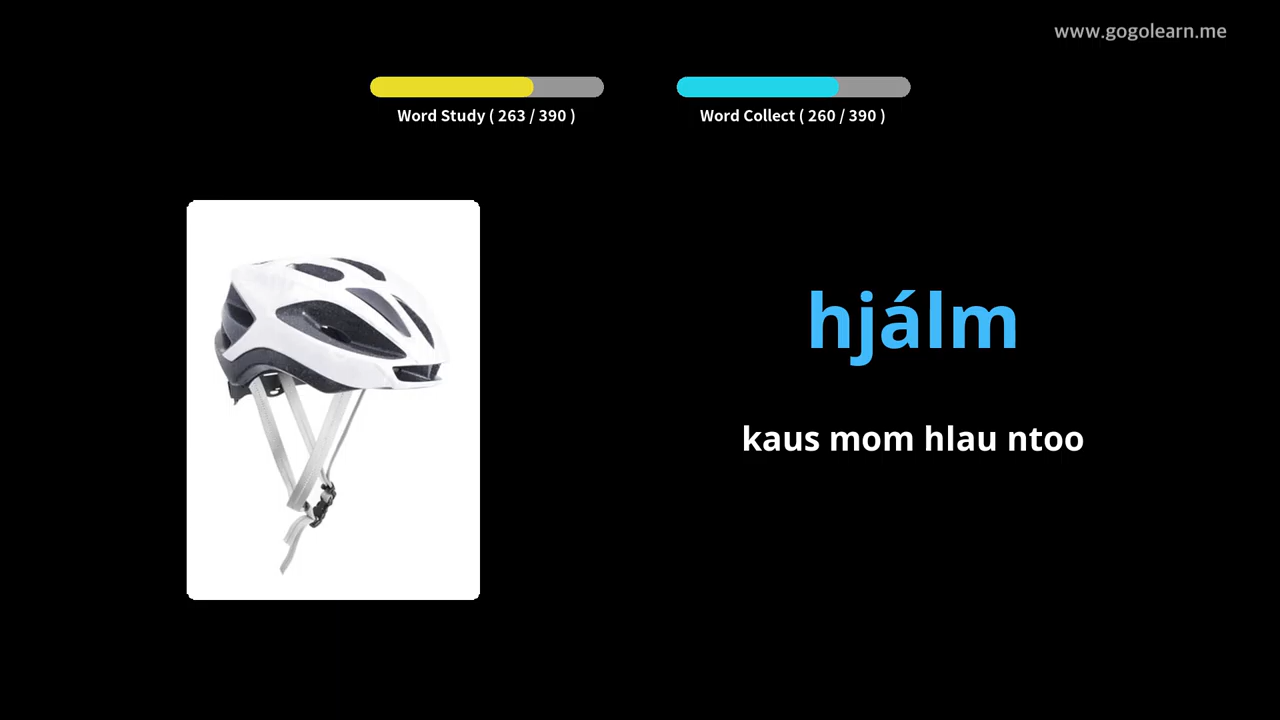 www.gogolearn.me
Word Study ( 263 / 390 )
Word Collect ( 260 / 390 )
hjálm
kaus mom hlau ntoo